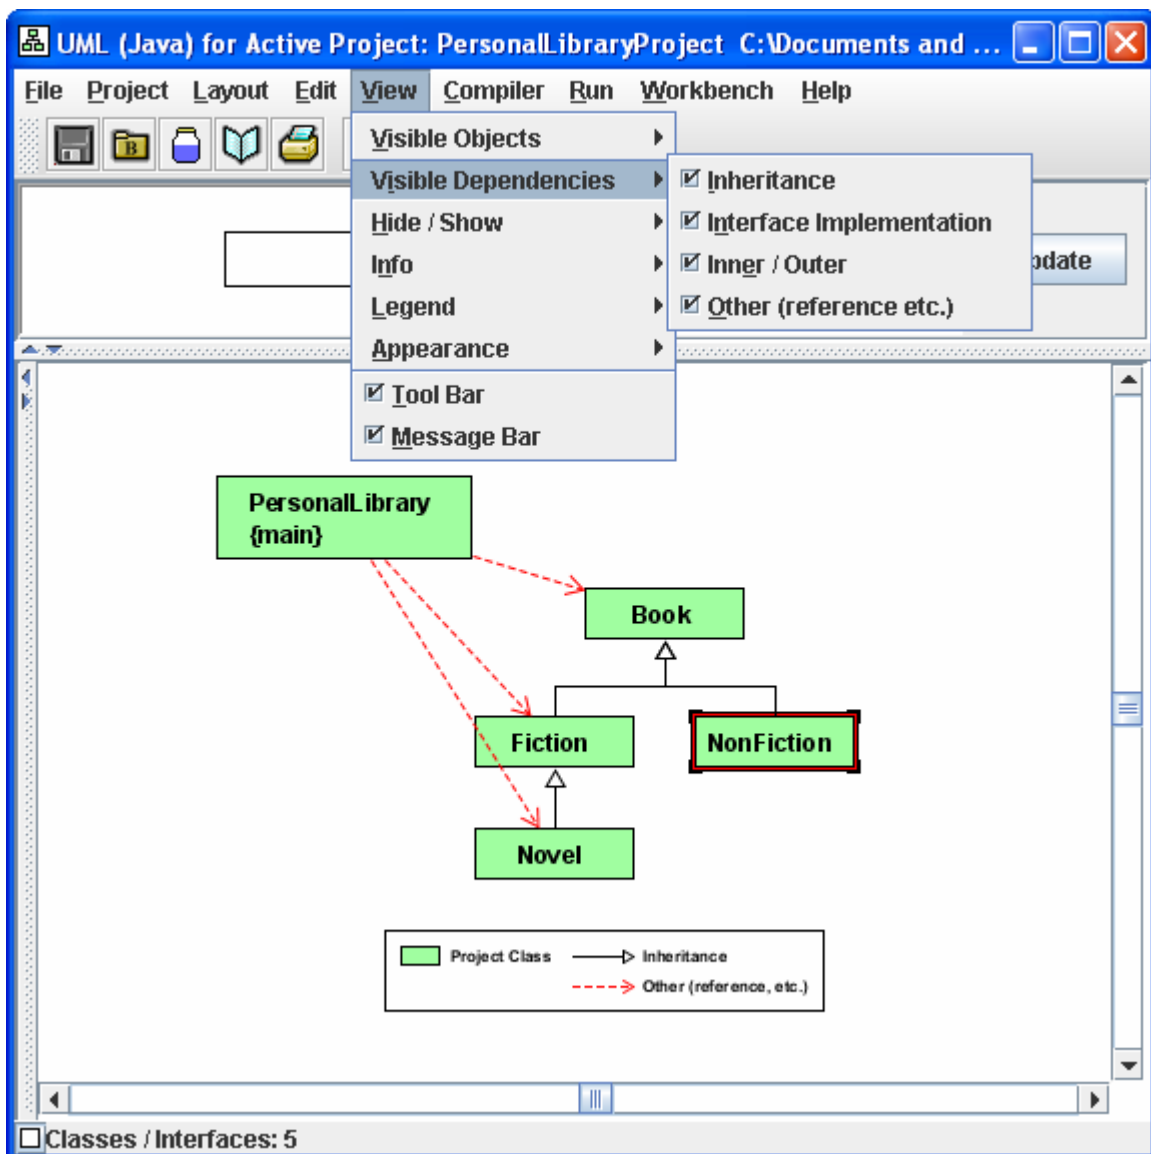 UML (Java) for Active Project: PersonalLibraryProject C:\Documents and ...
File Project Layout Edit View Compiler Run Workbench Help
B
Visible Objects
Visible Dependencies
Hide / Show
Info
Legend
Appearance
Tool Bar
Message Bar
Inheritance
Interface Implementation
Inner / Outer
Other (reference etc.)
PersonalLibrary
{main}
Book
Fiction
NonFiction
Novel
Project Class
Inheritance
Other (reference, etc.)
Classes / Interfaces: 5